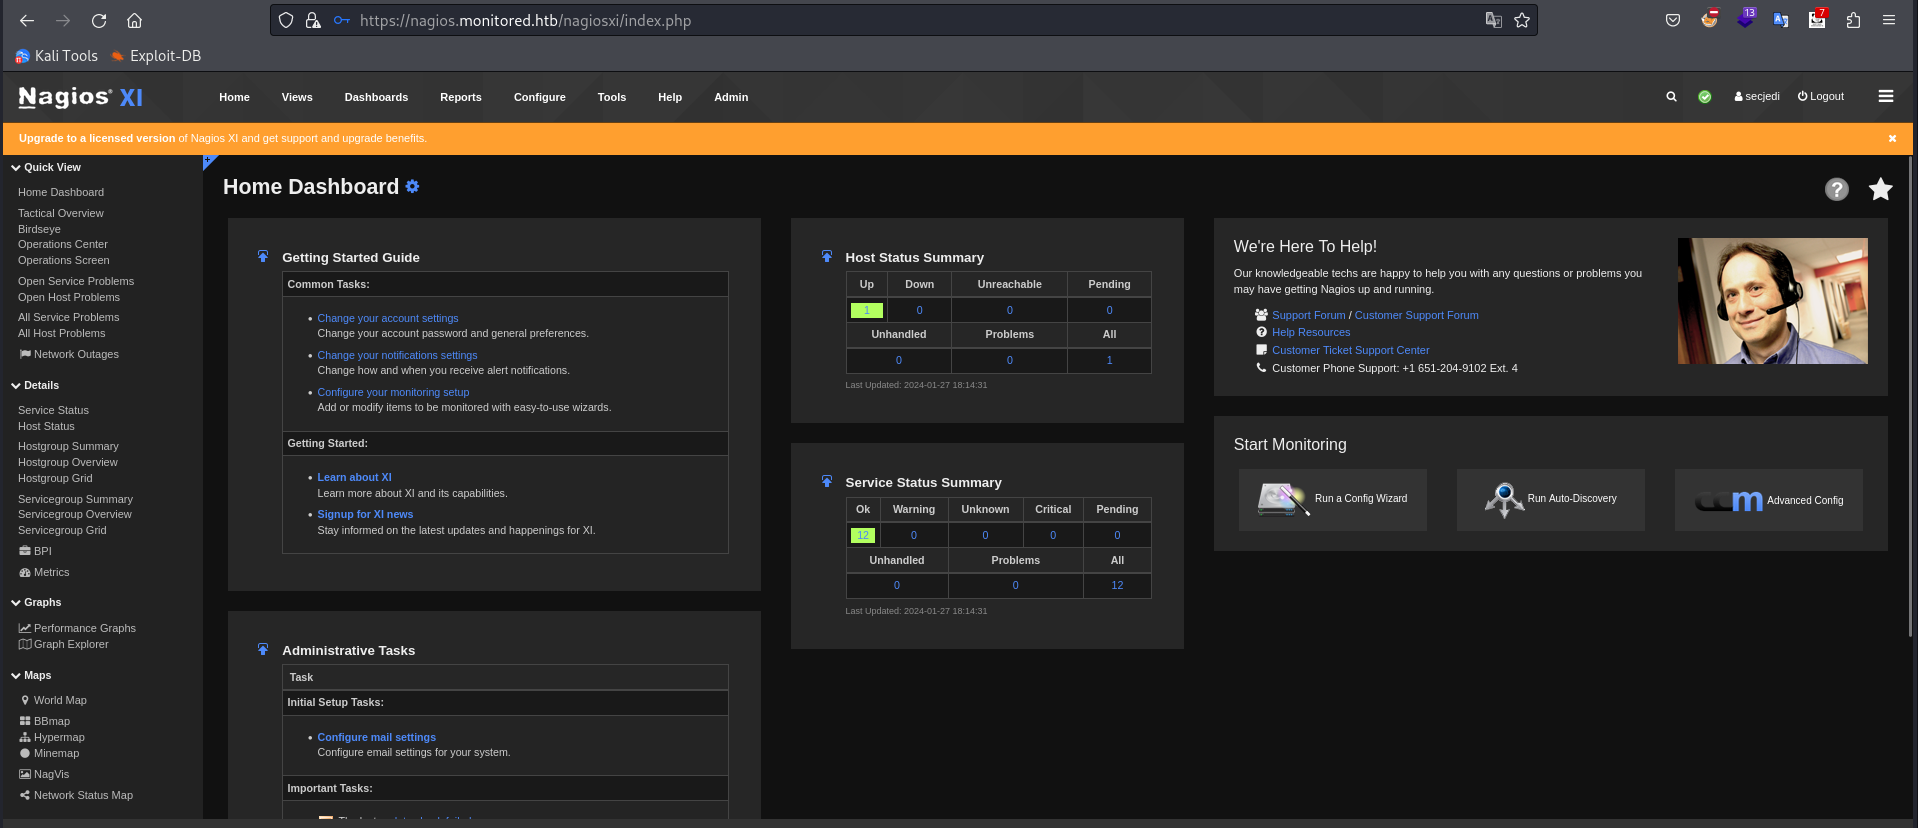 https://nagios.monitored.htb/nagiosxi/index.php
13
7
Kali Tools Exploit-DB
Nagios® XI
Home Views Dashboards Reports Configure Tools Help Admin
secjedi Logout
Upgrade to a licensed version of Nagios XI and get support and upgrade benefits.
Quick View
Home Dashboard
Tactical Overview
Birdseye
Operations Center
Operations Screen
Open Service Problems
Open Host Problems
All Service Problems
All Host Problems
Network Outages
Details
Service Status
Host Status
Hostgroup Summary
Hostgroup Overview
Hostgroup Grid
Servicegroup Summary
Servicegroup Overview
Servicegroup Grid
BPI
Metrics
Graphs
Performance Graphs
Graph Explorer
Maps
World Map
BBmap
Hypermap
Minemap
NagVis
Network Status Map
Home Dashboard
Getting Started Guide
Common Tasks:
Change your account settings
Change your account password and general preferences.
Change your notifications settings
Change how and when you receive alert notifications.
Configure your monitoring setup
Add or modify items to be monitored with easy-to-use wizards.
Getting Started:
Learn about XI
Learn more about XI and its capabilities.
Signup for XI news
Stay informed on the latest updates and happenings for XI.
Administrative Tasks
Task
Initial Setup Tasks:
Configure mail settings
Configure email settings for your system.
Important Tasks:
Host Status Summary
Up Down Unreachable Pending
1 0 0 0
Unhandled Problems All
0 0 1
Last Updated: 2024-01-27 18:14:31
Service Status Summary
Ok Warning Unknown Critical Pending
12 0 0 0 0
Unhandled Problems All
0 0 12
Last Updated: 2024-01-27 18:14:31
We're Here To Help!
Our knowledgeable techs are happy to help you with any questions or problems you
may have getting Nagios up and running.
Support Forum / Customer Support Forum
Help Resources
Customer Ticket Support Center
Customer Phone Support: +1 651-204-9102 Ext. 4
Start Monitoring
Run a Config Wizard
Run Auto-Discovery
ccm Advanced Config